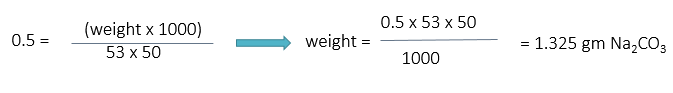 0.5 = (weight x 1000) / 53 x 50
weight = 0.5 x 53 x 50 / 1000 = 1.325 gm Na₂CO₃